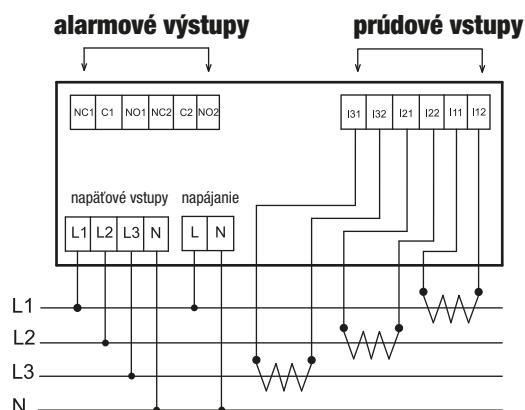 alarmové výstupy prúdové vstupy
NC1 C1 NO1 NC2 C2 NO2 I31 I32 I21 I22 I11 I12
napäťové vstupy napájanie
L1 L2 L3 N L N
L1
L2
L3
N